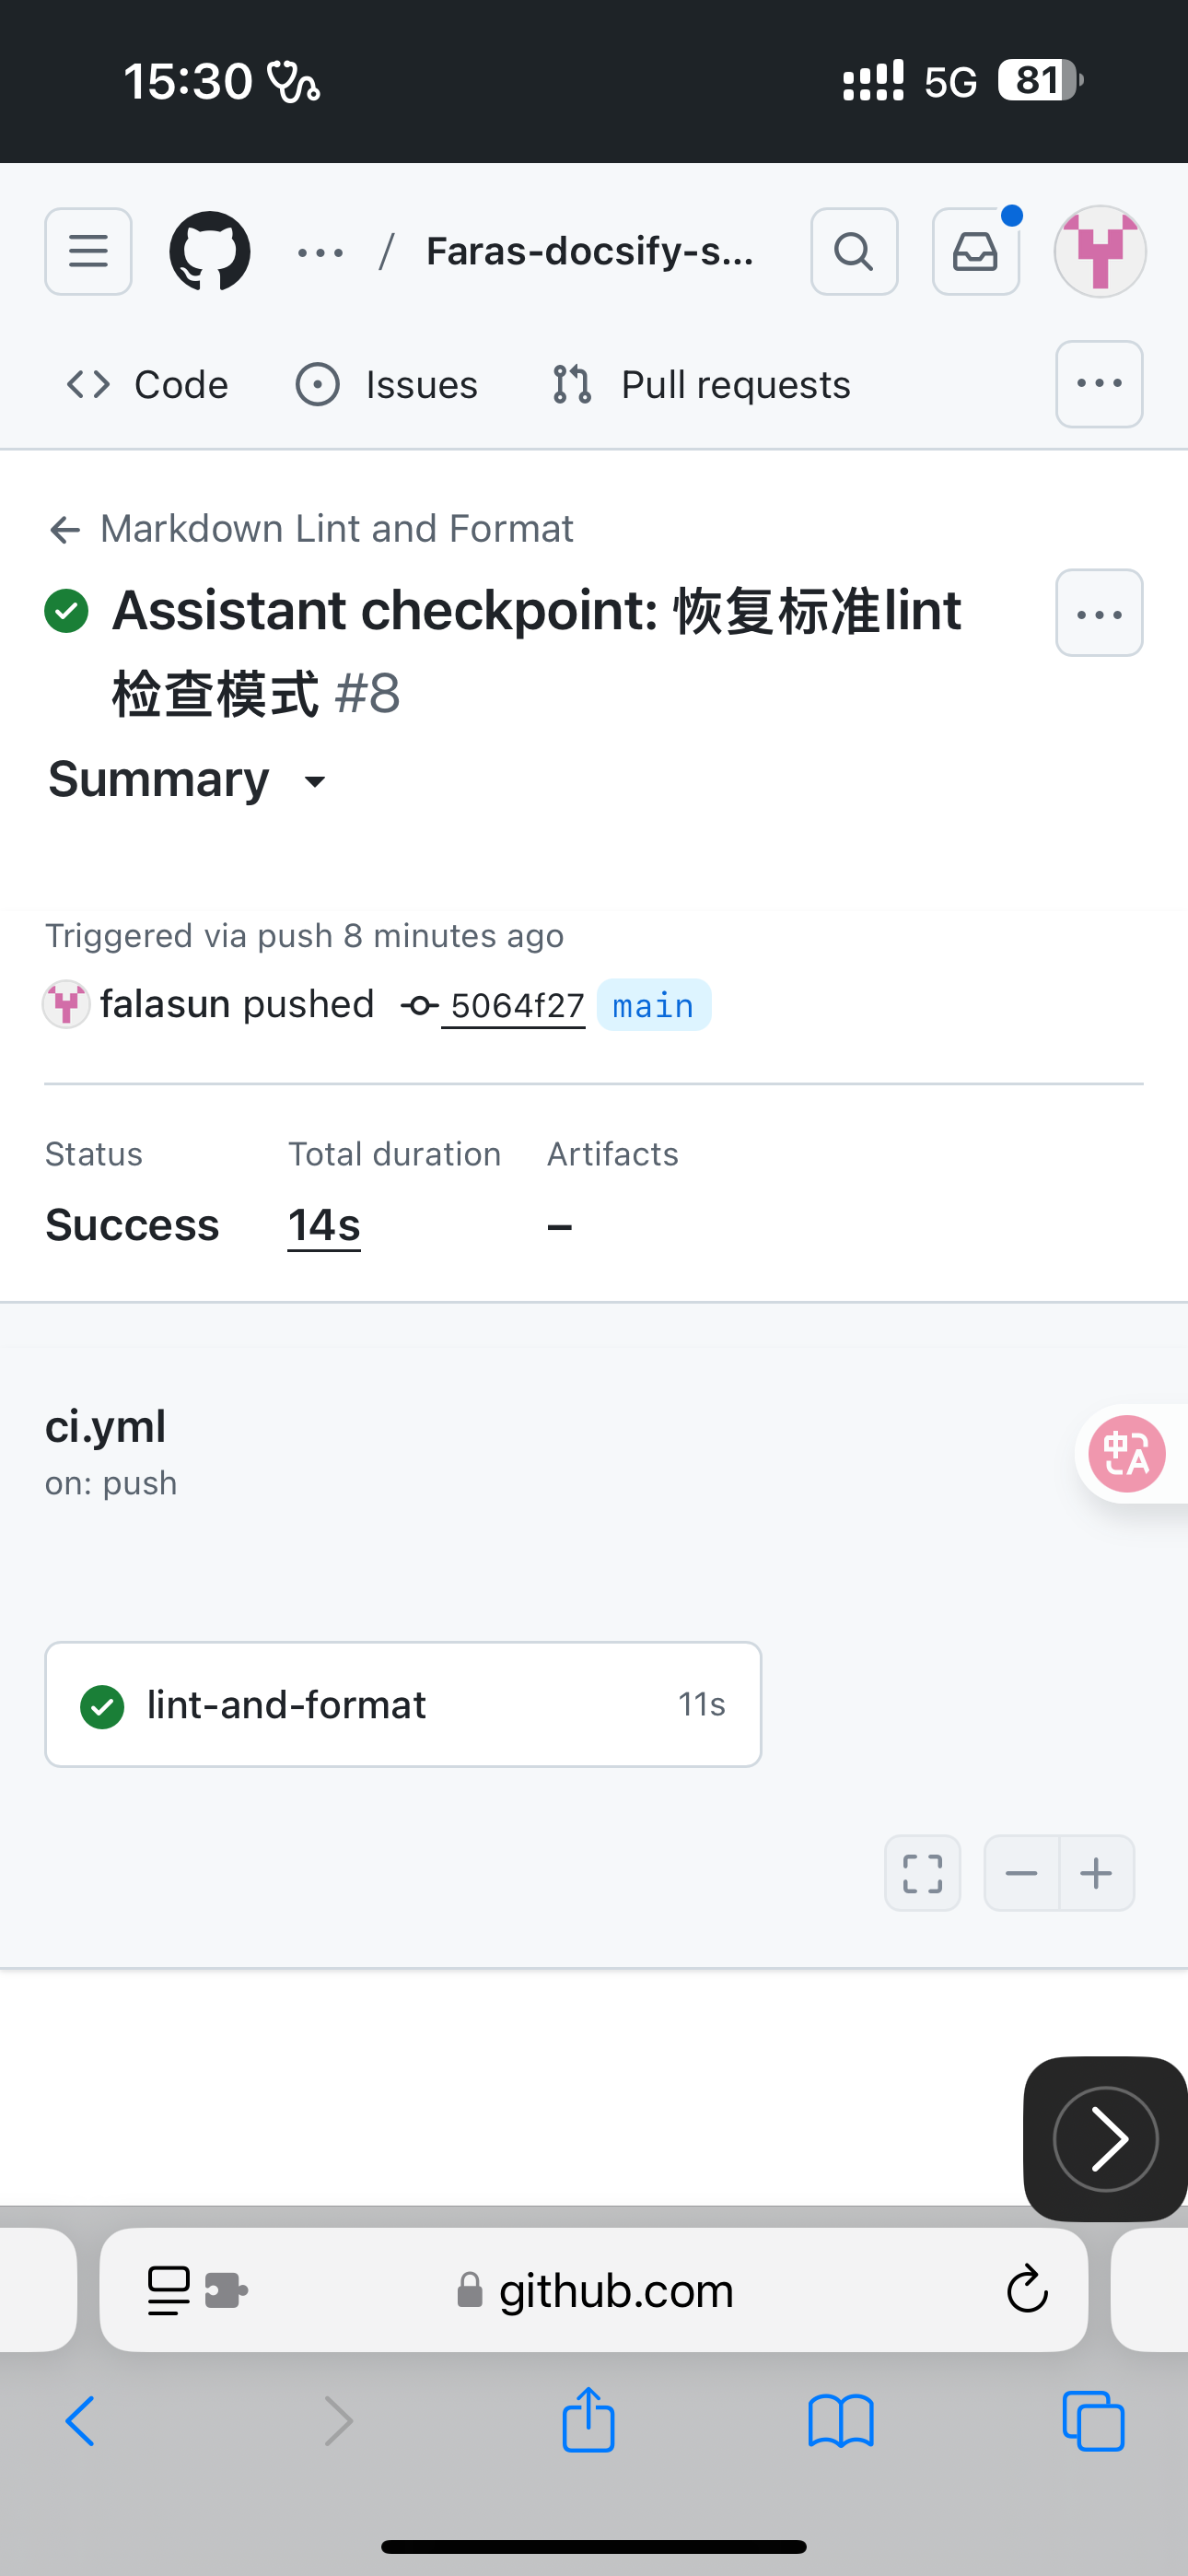 15:30
5G 81
/ Faras-docsify-s...
Code Issues Pull requests
Markdown Lint and Format
Assistant checkpoint: 恢复标准lint
检查模式 #8
Summary
Triggered via push 8 minutes ago
falasun pushed 5064f27 main
Status Total duration Artifacts
Success 14s –
ci.yml
on: push
中A
lint-and-format 11s
github.com